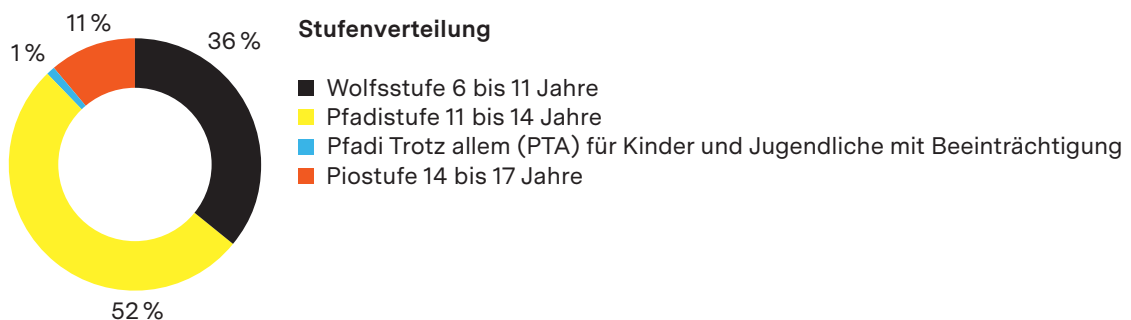 11 %
36 %
1 %
52 %
Stufenverteilung
Wolfsstufe 6 bis 11 Jahre
Pfadistufe 11 bis 14 Jahre
Pfadi Trotz allem (PTA) für Kinder und Jugendliche mit Beeinträchtigung
Piostufe 14 bis 17 Jahre